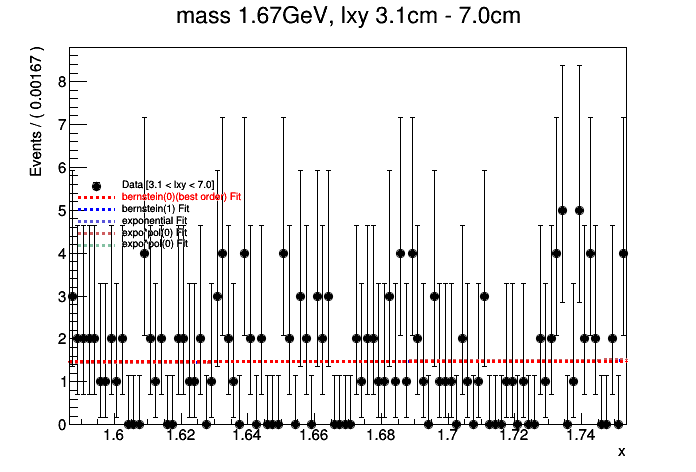 mass 1.67GeV, lxy 3.1cm - 7.0cm
Events / ( 0.00167 )
8
7
6
5
4
3
2
1
0
Data [3.1 < lxy < 7.0]
bernstein(0)(best order) Fit
bernstein(1) Fit
exponential Fit
expo*pol(0) Fit
expo*pol(0) Fit
1.6 1.62 1.64 1.66 1.68 1.7 1.72 1.74
x